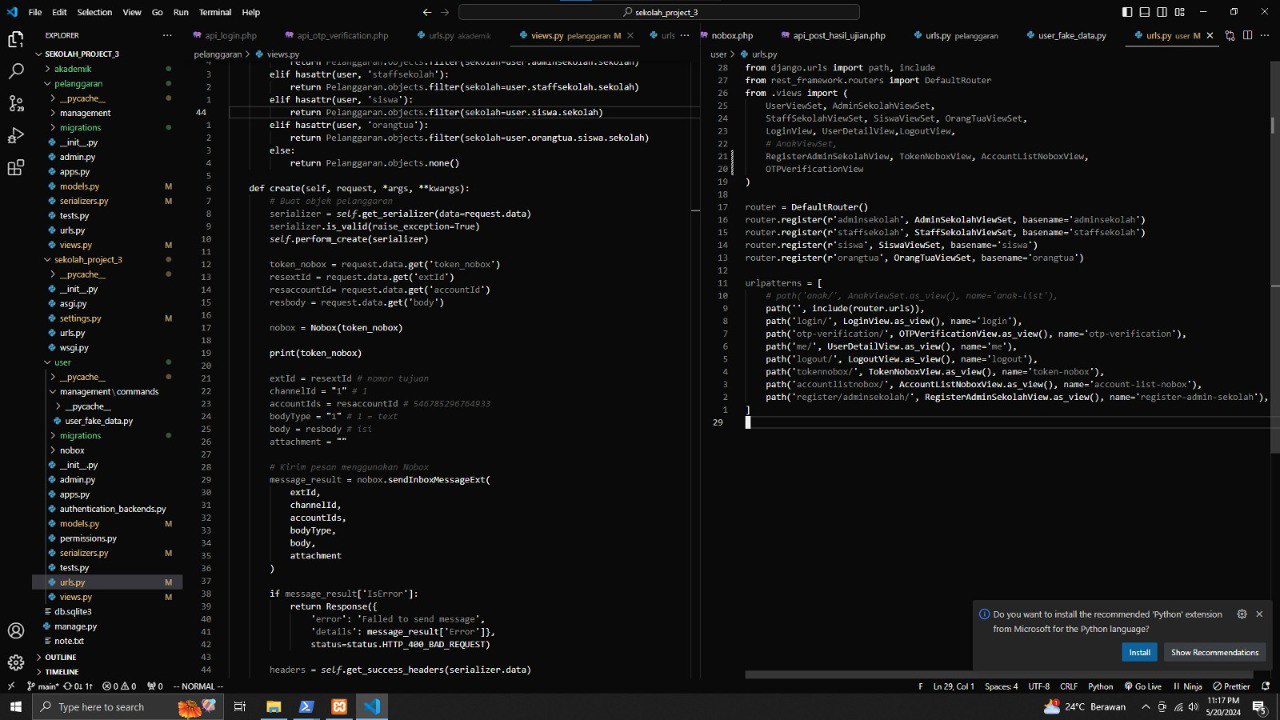 File Edit Selection View Go Run Terminal Help
sekolah_project_3
EXPLORER
SEKOLAH_PROJECT_3
akademik
pelanggaran
__pycache__
management
migrations
__init__.py
admin.py
apps.py
models.py M
serializers.py M
tests.py
urls.py
views.py M
sekolah_project_3
__pycache__
__init__.py
asgi.py
settings.py M
urls.py
wsgi.py
user
__pycache__
management \ commands
__pycache__
user_fake_data.py
migrations
nobox
__init__.py
admin.py
apps.py
authentication_backends.py
models.py M
permissions.py
serializers.py M
tests.py
urls.py M
views.py M
db.sqlite3
manage.py
note.txt
OUTLINE
TIMELINE
api_login.php api_otp_verification.php urls.py akademik views.py pelanggaran M urls
pelanggaran > views.py
return Pelanggaran.objects.filter(sekolah=user.adminsekolah.sekolah)
3 elif hasattr(user, 'staffsekolah'):
2 return Pelanggaran.objects.filter(sekolah=user.staffsekolah.sekolah)
1 elif hasattr(user, 'siswa'):
44 return Pelanggaran.objects.filter(sekolah=user.siswa.sekolah)
1 elif hasattr(user, 'orangtua'):
2 return Pelanggaran.objects.filter(sekolah=user.orangtua.siswa.sekolah)
3 else:
4 return Pelanggaran.objects.none()
5
6 def create(self, request, *args, **kwargs):
7 # Buat objek pelanggaran
8 serializer = self.get_serializer(data=request.data)
9 serializer.is_valid(raise_exception=True)
10 self.perform_create(serializer)
11
12 token_nobox = request.data.get('token_nobox')
13 resextId = request.data.get('extId')
14 resaccountId= request.data.get('accountId')
15 resbody = request.data.get('body')
16
17 nobox = Nobox(token_nobox)
18
19 print(token_nobox)
20
21 extId = resextId # nomor tujuan
22 channelId = "1" # 1
23 accountIds = resaccountId # 546785296764933
24 bodyType = "1" # 1 = text
25 body = resbody # isi
26 attachment = ""
27
28 # Kirim pesan menggunakan Nobox
29 message_result = nobox.sendInboxMessageExt(
30 extId,
31 channelId,
32 accountIds,
33 bodyType,
34 body,
35 attachment
36 )
37
38 if message_result['IsError']:
39 return Response({
40 'error': 'Failed to send message',
41 'details': message_result['Error']},
42 status=status.HTTP_400_BAD_REQUEST)
43
44 headers = self.get_success_headers(serializer.data)
nobox.php api_post_hasil_ujian.php urls.py pelanggaran user_fake_data.py urls.py user M
user > urls.py
28 from django.urls import path, include
27 from rest_framework.routers import DefaultRouter
26 from .views import (
25 UserViewSet, AdminSekolahViewSet,
24 StaffSekolahViewSet, SiswaViewSet, OrangTuaViewSet,
23 LoginView, UserDetailView,LogoutView,
22 # AnakViewSet,
21 RegisterAdminSekolahView, TokenNoboxView, AccountListNoboxView,
20 OTPVerificationView
19 )
18
17 router = DefaultRouter()
16 router.register(r'adminsekolah', AdminSekolahViewSet, basename='adminsekolah')
15 router.register(r'staffsekolah', StaffSekolahViewSet, basename='staffsekolah')
14 router.register(r'siswa', SiswaViewSet, basename='siswa')
13 router.register(r'orangtua', OrangTuaViewSet, basename='orangtua')
12
11 urlpatterns = [
10 # path('anak/', AnakViewSet.as_view(), name='anak-list'),
9 path('', include(router.urls)),
8 path('login/', LoginView.as_view(), name='login'),
7 path('otp-verification/', OTPVerificationView.as_view(), name='otp-verification'),
6 path('me/', UserDetailView.as_view(), name='me'),
5 path('logout/', LogoutView.as_view(), name='logout'),
4 path('tokennobox/', TokenNoboxView.as_view(), name='token-nobox'),
3 path('accountlistnobox/', AccountListNoboxView.as_view(), name='account-list-nobox'),
2 path('register/adminsekolah/', RegisterAdminSekolahView.as_view(), name='register-admin-sekolah'),
1 ]
29
Do you want to install the recommended 'Python' extension
from Microsoft for the Python language?
Install Show Recommendations
main* 0↓ 1↑ 0 0 0 -- NORMAL -- F Ln 29, Col 1 Spaces: 4 UTF-8 CRLF Python Go Live Ninja Prettier
Type here to search 24°C Berawan 11:17 PM
5/20/2024